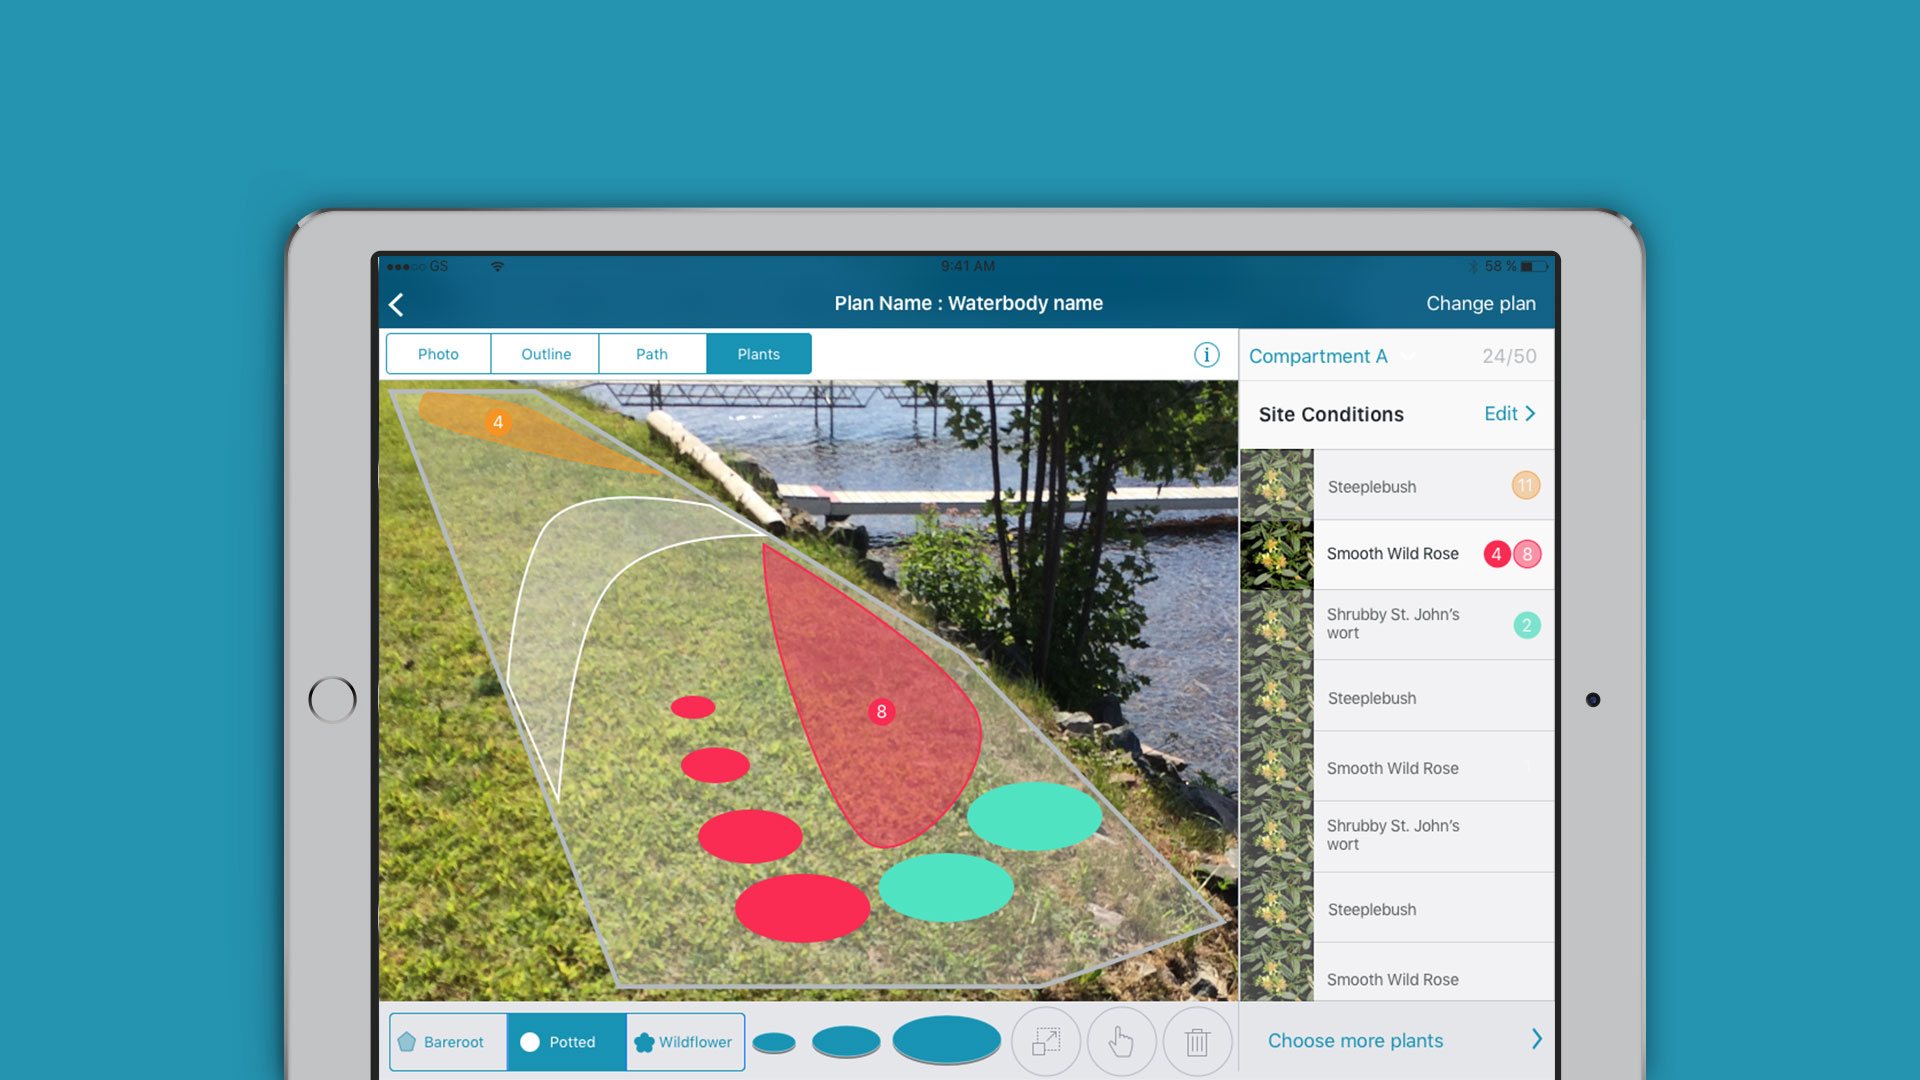 GS 9:41 AM 58 %
Plan Name : Waterbody name Change plan
Photo Outline Path Plants i Compartment A 24/50
Site Conditions Edit
4
Steeplebush 11
Smooth Wild Rose 4 8
Shrubby St. John's
wort 2
Steeplebush
8
Smooth Wild Rose 1
Shrubby St. John's
wort
Steeplebush
Smooth Wild Rose
Bareroot Potted Wildflower Choose more plants